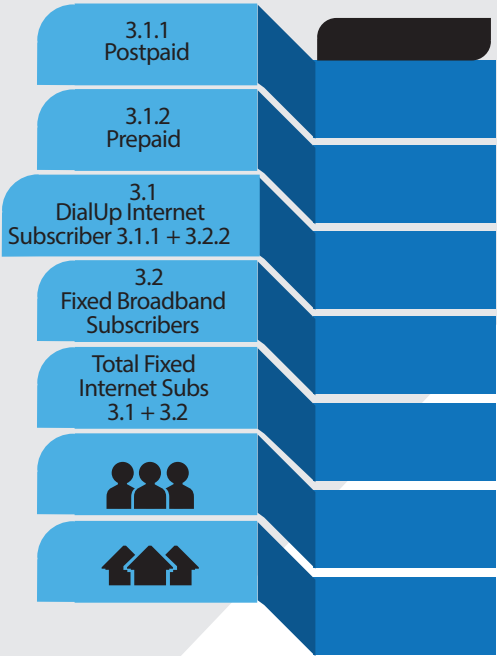 3.1.1
Postpaid
3.1.2
Prepaid
3.1
DialUp Internet
Subscriber 3.1.1 + 3.2.2
3.2
Fixed Broadband
Subscribers
Total Fixed
Internet Subs
3.1 + 3.2